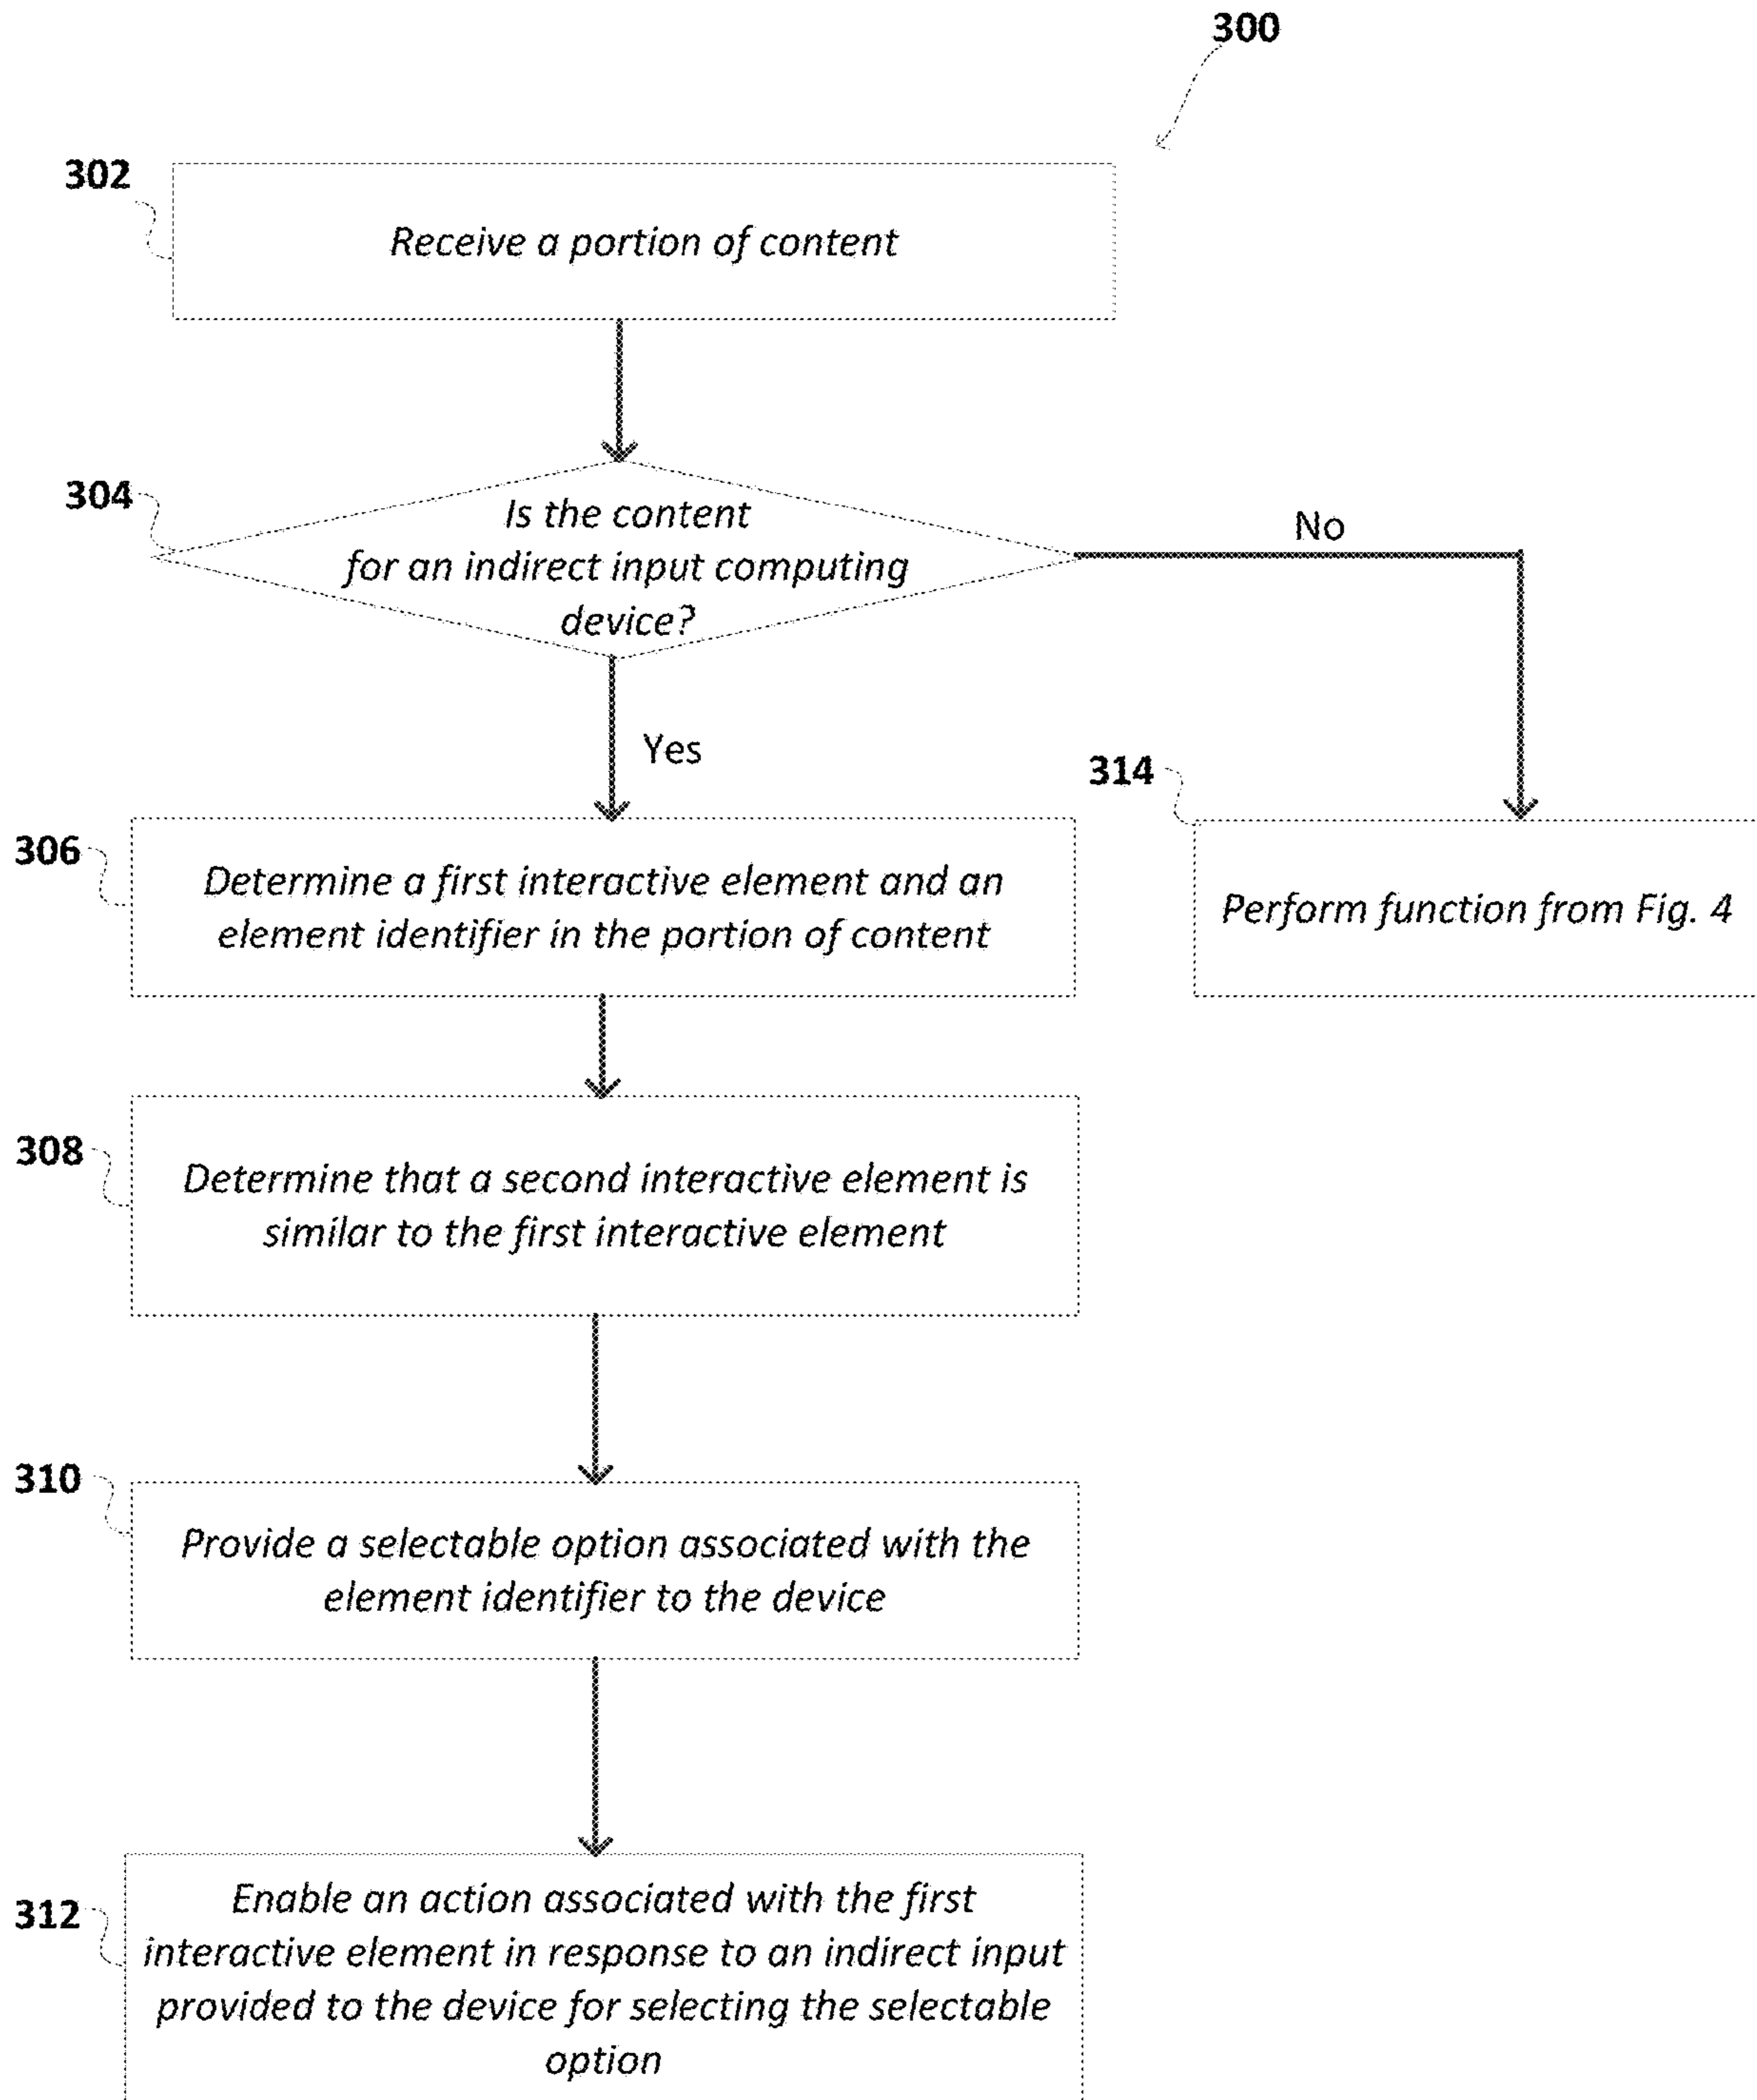 300
302
Receive a portion of content
304
Is the content
for an indirect input computing
device?
No
Yes
314
306
Determine a first interactive element and an
element identifier in the portion of content
Perform function from Fig. 4
308
Determine that a second interactive element is
similar to the first interactive element
310
Provide a selectable option associated with the
element identifier to the device
312
Enable an action associated with the first
interactive element in response to an indirect input
provided to the device for selecting the selectable
option